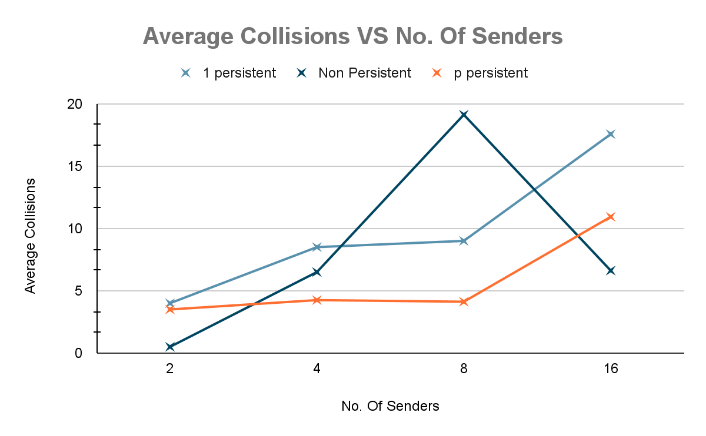 Average Collisions VS No. Of Senders
1 persistent Non Persistent p persistent
20
15
10
5
0
Average Collisions
2 4 8 16
No. Of Senders